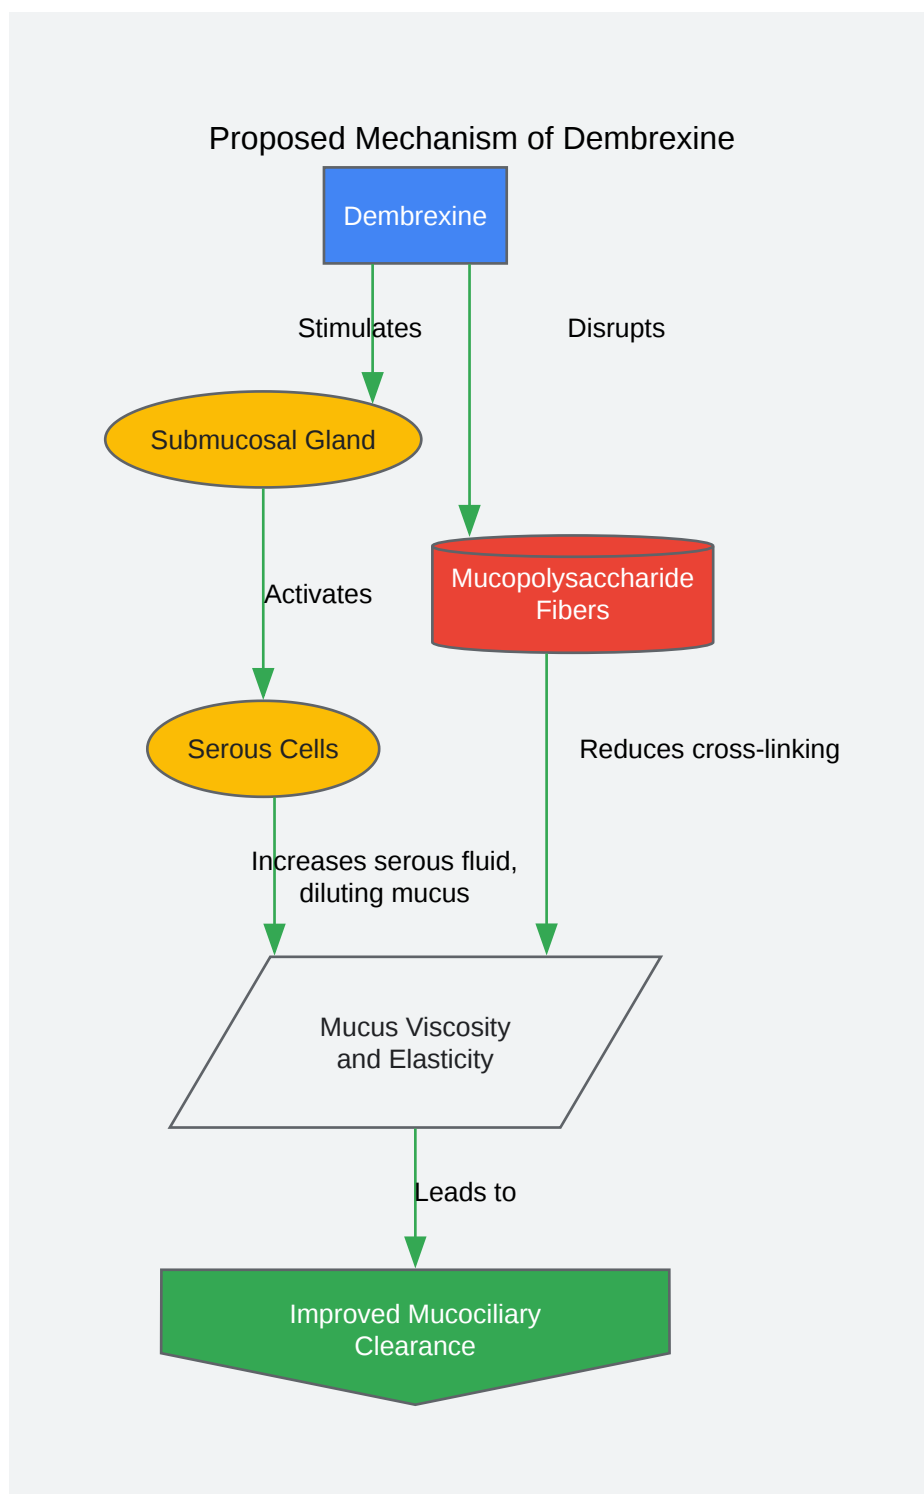 Proposed Mechanism of Dembrexine
Dembrexine
Stimulates
Disrupts
Submucosal Gland
Mucopolysaccharide
Fibers
Activates
Serous Cells
Reduces cross-linking
Increases serous fluid,
diluting mucus
Mucus Viscosity
and Elasticity
Leads to
Improved Mucociliary
Clearance